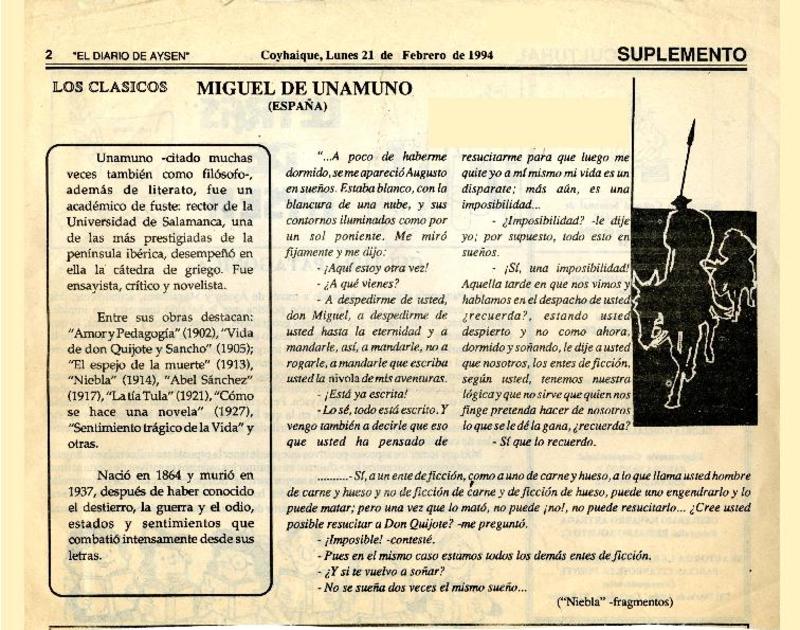 2 "EL DIARIO DE AYSEN" Coyhaique, Lunes 21 de Febrero de 1994 SUPLEMENTO
LOS CLASICOS MIGUEL DE UNAMUNO
(ESPAÑA)
Unamuno -citado muchas
veces también como filósofo-,
además de literato, fue un
académico de fuste: rector de la
Universidad de Salamanca, una
de las más prestigiadas de la
península ibérica, desempeñó en
ella la cátedra de griego. Fue
ensayista, crítico y novelista.
Entre sus obras destacan:
"Amor y Pedagogía" (1902), "Vida
de don Quijote y Sancho" (1905);
"El espejo de la muerte" (1913),
"Niebla" (1914), "Abel Sánchez"
(1917), "La tía Tula" (1921), "Cómo
se hace una novela" (1927),
"Sentimiento trágico de la Vida" y
otras.
Nació en 1864 y murió en
1937, después de haber conocido
el destierro, la guerra y el odio,
estados y sentimientos que
combatió intensamente desde sus
letras.
"...A poco de haberme
dormido, se me apareció Augusto
en sueños. Estaba blanco, con la
blancura de una nube, y sus
contornos iluminados como por
un sol poniente. Me miró
fijamente y me dijo:
- ¡Aquí estoy otra vez!
- ¿A qué vienes?
- A despedirme de usted,
don Miguel, a despedirme de
usted hasta la eternidad y a
mandarle, así, a mandarle, no a
rogarle, a mandarle que escriba
usted la nivola de mis aventuras.
- ¡Está ya escrita!
- Lo sé, todo está escrito. Y
vengo también a decirle que eso
que usted ha pensado de
resucitarme para que luego me
quite yo a mí mismo mi vida es un
disparate; más aún, es una
imposibilidad...
- ¿Imposibilidad? -le dije
yo; por supuesto, todo esto en
sueños.
- ¡Sí, una imposibilidad!
Aquella tarde en que nos vimos y
hablamos en el despacho de usted
¿recuerda?, estando usted
despierto y no como ahora,
dormido y soñando, le dije a usted
que nosotros, los entes de ficción,
según usted, tenemos nuestra
lógica y que no sirve que quien nos
finge pretenda hacer de nosotros
lo que se le dé la gana, ¿recuerda?
- Sí que lo recuerdo.
..........- Sí, a un ente de ficción, como a uno de carne y hueso, a lo que llama usted hombre
de carne y hueso y no de ficción de carne y de ficción de hueso, puede uno engendrarlo y lo
puede matar; pero una vez que lo mató, no puede ¡no!, no puede resucitarlo... ¿Cree usted
posible resucitar a Don Quijote? -me preguntó.
- ¡Imposible! -contesté.
- Pues en el mismo caso estamos todos los demás entes de ficción.
- ¿Y si te vuelvo a soñar?
- No se sueña dos veces el mismo sueño...
("Niebla" -fragmentos)